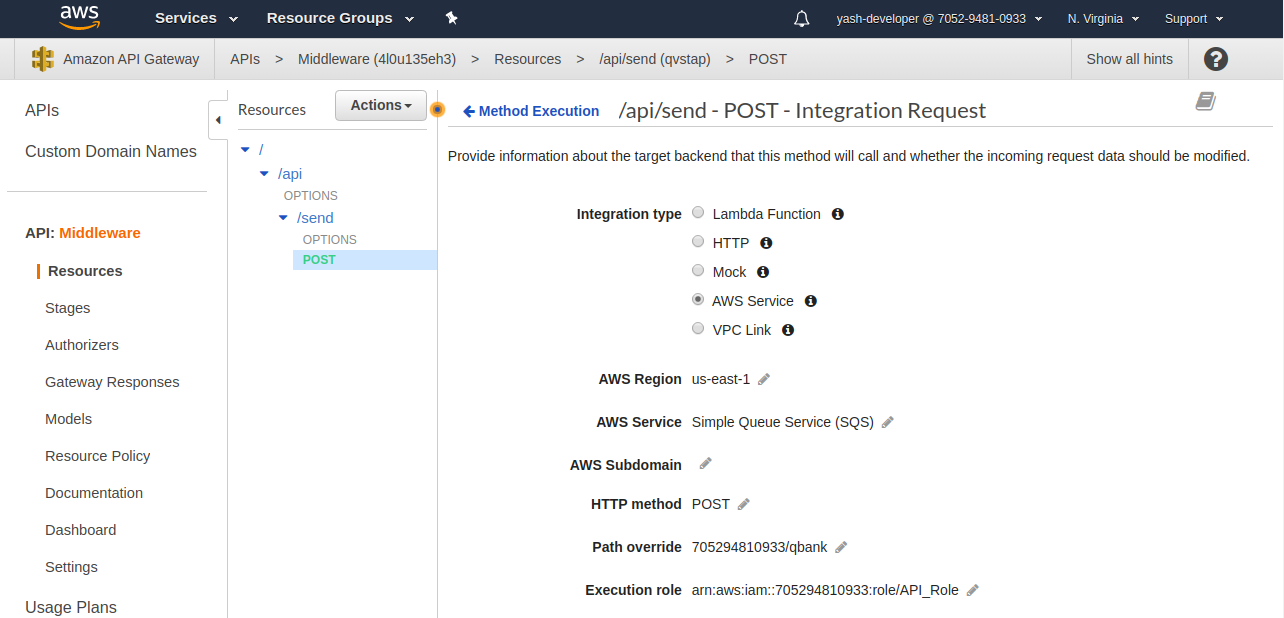 aws Services Resource Groups yash-developer @ 7052-9481-0933 N. Virginia Support
Amazon API Gateway APIs > Middleware (4l0u135eh3) > Resources > /api/send (qvstap) > POST Show all hints ?
APIs
Custom Domain Names
API: Middleware
Resources
Stages
Authorizers
Gateway Responses
Models
Resource Policy
Documentation
Dashboard
Settings
Usage Plans
Resources Actions
/
/api
OPTIONS
/send
OPTIONS
POST
Method Execution /api/send - POST - Integration Request
Provide information about the target backend that this method will call and whether the incoming request data should be modified.
Integration type Lambda Function
HTTP
Mock
AWS Service
VPC Link
AWS Region us-east-1
AWS Service Simple Queue Service (SQS)
AWS Subdomain
HTTP method POST
Path override 705294810933/qbank
Execution role arn:aws:iam::705294810933:role/API_Role